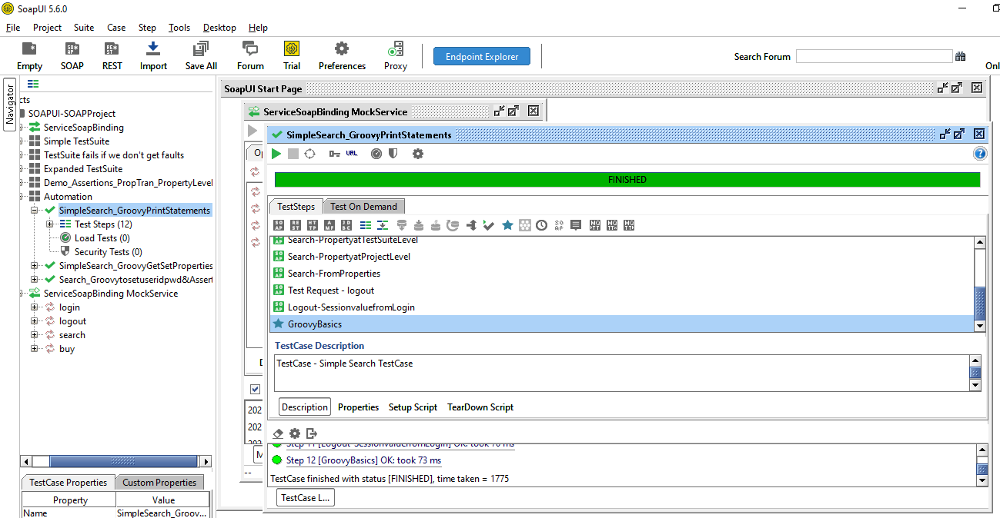 SoapUI 5.6.0
File Project Suite Case Step Tools Desktop Help
Empty SOAP REST Import Save All Forum Trial Preferences Proxy Endpoint Explorer Search Forum Onl
Navigator
cts
SOAPUI-SOAPProject
ServiceSoapBinding
Simple TestSuite
TestSuite fails if we don't get faults
Expanded TestSuite
Demo_Assertions_PropTran_PropertyLevel
Automation
SimpleSearch_GroovyPrintStatements
Test Steps (12)
Load Tests (0)
Security Tests (0)
SimpleSearch_GroovyGetSetProperties
Search_Groovytosetuseridpwd&Assert
ServiceSoapBinding MockService
login
logout
search
buy
TestCase Properties Custom Properties
Property Value
Name SimpleSearch_Groov...
SoapUI Start Page
ServiceSoapBinding MockService
Op
D
202
202
202
M
--
SimpleSearch_GroovyPrintStatements
URL
FINISHED
TestSteps Test On Demand
Search-PropertyatTestSuiteLevel
Search-PropertyatProjectLevel
Search-FromProperties
Test Request - logout
Logout-SessionvaluefromLogin
GroovyBasics
TestCase Description
TestCase - Simple Search TestCase
Description Properties Setup Script TearDown Script
Step 11 [Logout-SessionvaluefromLogin] OK: took 70 ms
Step 12 [GroovyBasics] OK: took 73 ms
TestCase finished with status [FINISHED], time taken = 1775
TestCase L...